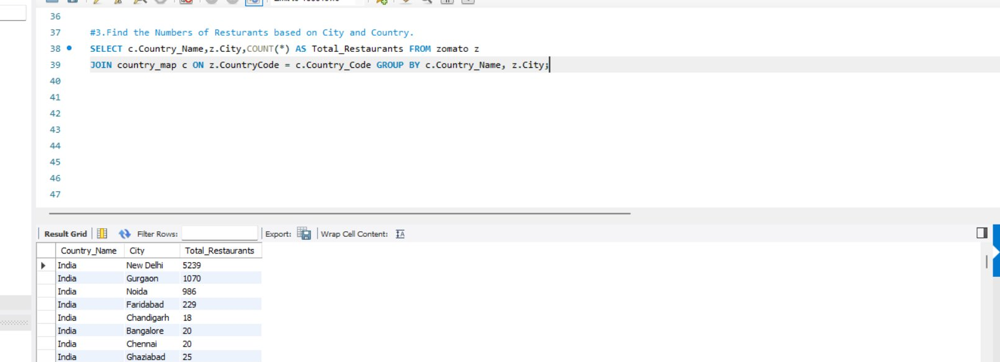 36
37 #3.Find the Numbers of Resturants based on City and Country.
38 SELECT c.Country_Name,z.City,COUNT(*) AS Total_Restaurants FROM zomato z
39 JOIN country_map c ON z.CountryCode = c.Country_Code GROUP BY c.Country_Name, z.City;
40
41
42
43
44
45
46
47
Result Grid Filter Rows: Export: Wrap Cell Content: IA
Country_Name City Total_Restaurants
India New Delhi 5239
India Gurgaon 1070
India Noida 986
India Faridabad 229
India Chandigarh 18
India Bangalore 20
India Chennai 20
India Ghaziabad 25